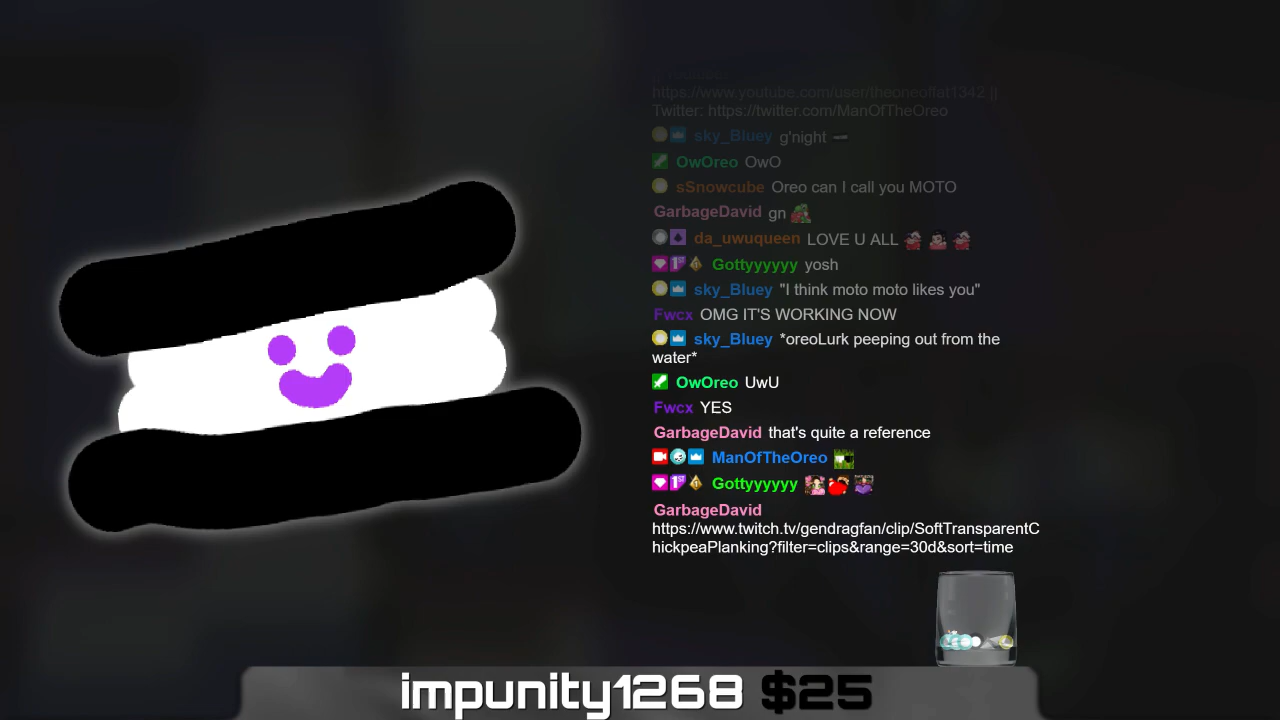 https://www.youtube.com/user/theoneoffat1342 ||
Twitter: https://twitter.com/ManOfTheOreo
sky_Bluey g'night
OwOreo OwO
sSnowcube Oreo can I call you MOTO
GarbageDavid gn
da_uwuqueen LOVE U ALL
Gottyyyyyy yosh
sky_Bluey "I think moto moto likes you"
Fwcx OMG IT'S WORKING NOW
sky_Bluey *oreoLurk peeping out from the
water*
OwOreo UwU
Fwcx YES
GarbageDavid that's quite a reference
ManOfTheOreo
Gottyyyyyy
GarbageDavid
https://www.twitch.tv/gendragfan/clip/SoftTransparentC
hickpeaPlanking?filter=clips&range=30d&sort=time
impunity1268 $25